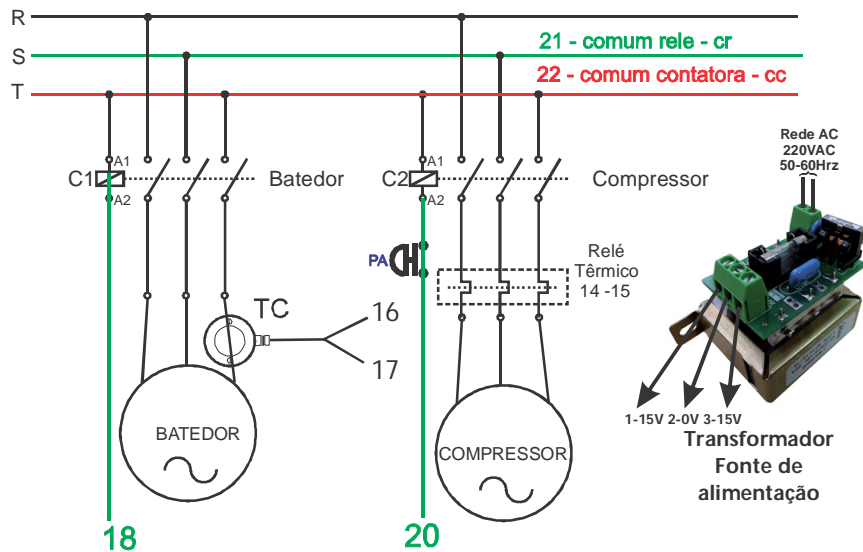 R
S
T
21 - comum rele - cr
22 - comum contatora - cc
Rede AC
220VAC
50-60Hrz
A1
C1
A2
Batedor
A1
C2
A2
Compressor
PA
Relé
Têrmico
14 -15
TC
16
17
BATEDOR
COMPRESSOR
1-15V 2-0V 3-15V
Transformador
Fonte de
alimentação
18
20